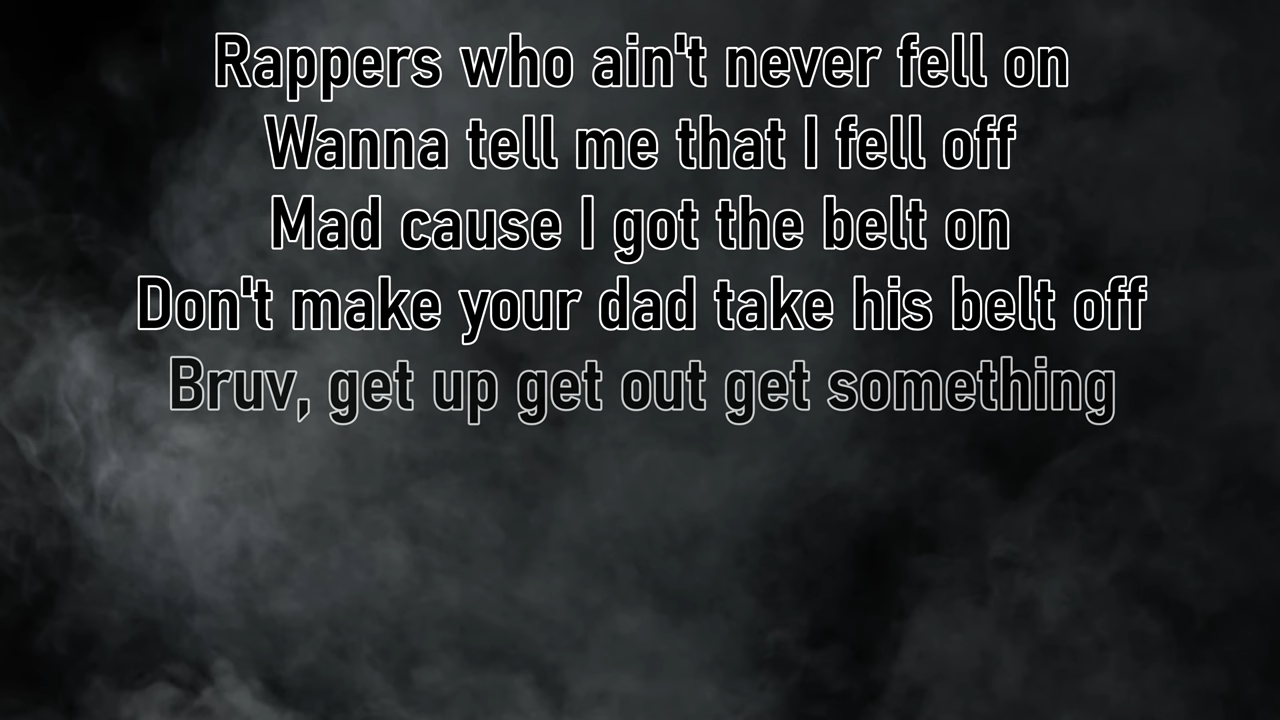 Rappers who ain't never fell on
Wanna tell me that I fell off
Mad cause I got the belt on
Don't make your dad take his belt off
Bruv, get up get out get something